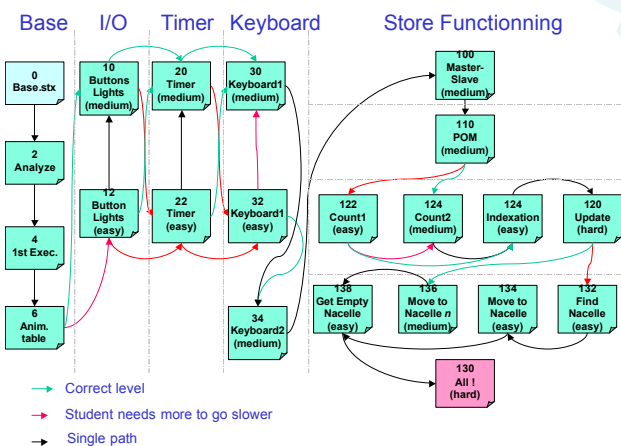 Base
I/O
Timer
Keyboard
Store Functionning
0
Base.stx
2
Analyze
4
1st Exec.
6
Anim.
table
10
Buttons
Lights
(medium)
12
Button
Lights
(easy)
20
Timer
(medium)
22
Timer
(easy)
30
Keyboard1
(medium)
32
Keyboard1
(easy)
34
Keyboard2
(medium)
100
Master-
Slave
(medium)
110
POM
(medium)
122
Count1
(easy)
124
Count2
(medium)
124
Indexation
(easy)
120
Update
(hard)
138
Get Empty
Nacelle
(easy)
136
Move to
Nacelle n
(medium)
134
Move to
Nacelle
(easy)
132
Find
Nacelle
(easy)
130
All !
(hard)
Correct level
Student needs more to go slower
Single path